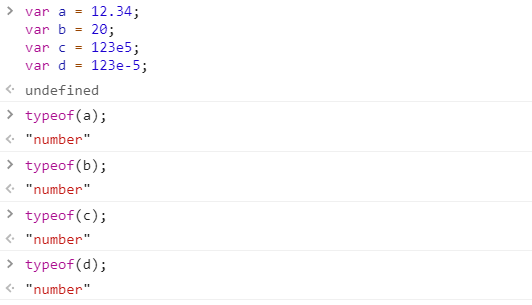 var a = 12.34;
var b = 20;
var c = 123e5;
var d = 123e-5;
undefined
typeof(a);
"number"
typeof(b);
"number"
typeof(c);
"number"
typeof(d);
"number"